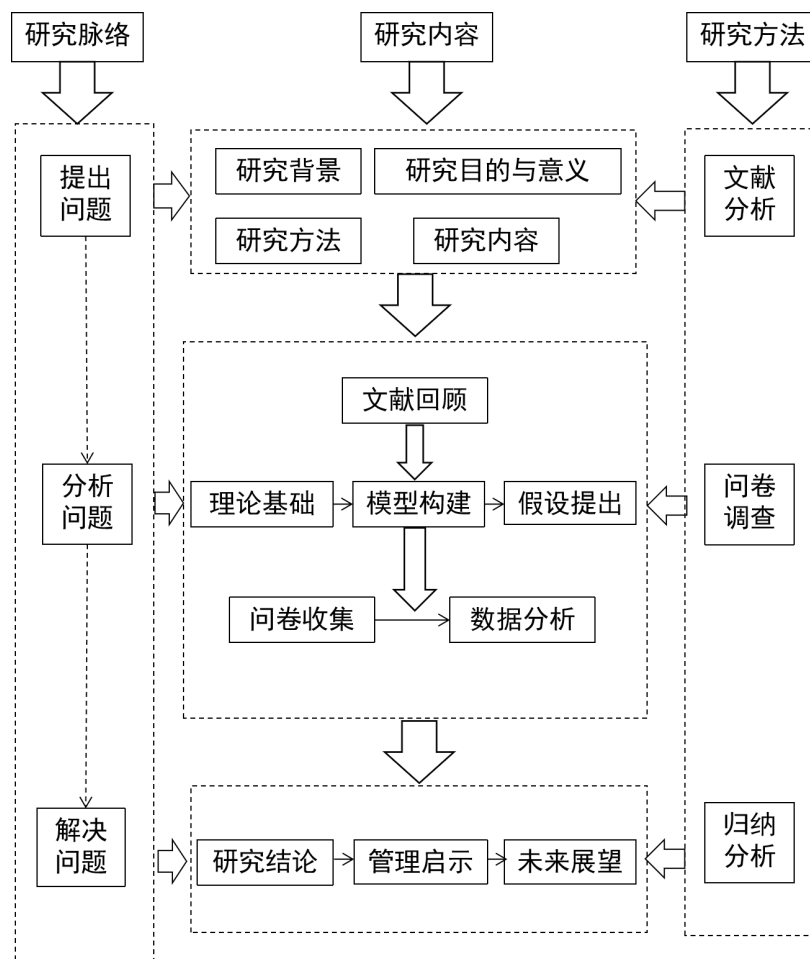 研究脉络
研究内容
研究方法
提出
问题
研究背景
研究目的与意义
研究方法
研究内容
文献
分析
文献回顾
分析
问题
理论基础
模型构建
假设提出
问卷
调查
问卷收集
数据分析
解决
问题
研究结论
管理启示
未来展望
归纳
分析